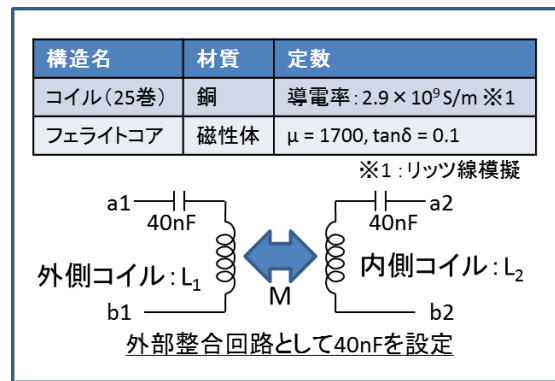 構造名 材質 定数
コイル（25巻） 銅 導電率：2.9×10⁹S/m ※1
フェライトコア 磁性体 μ = 1700, tanδ = 0.1
※1：リッツ線模擬
a1 a2
40nF 40nF
外側コイル：L₁ 内側コイル：L₂
M
b1 b2
外部整合回路として40nFを設定